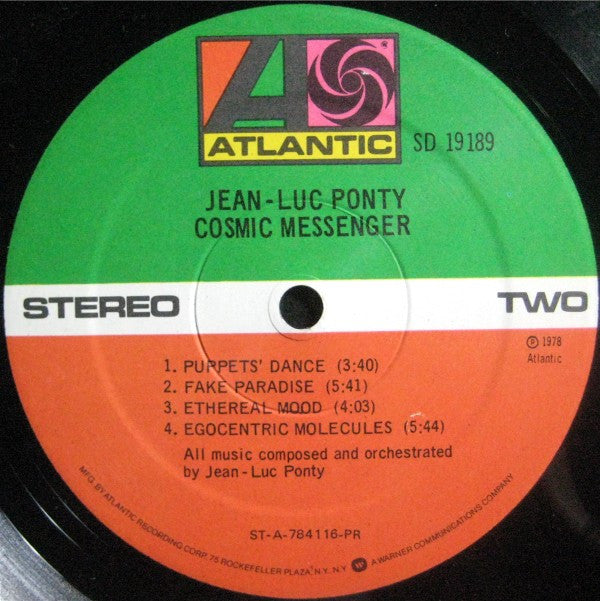 ATLANTIC
SD 19189
JEAN-LUC PONTY
COSMIC MESSENGER
STEREO
TWO
℗ 1978
Atlantic
1. PUPPETS' DANCE (3:40)
2. FAKE PARADISE (5:41)
3. ETHEREAL MOOD (4:03)
4. EGOCENTRIC MOLECULES (5:44)
All music composed and orchestrated
by Jean-Luc Ponty
ST-A-784116-PR
MFG. BY ATLANTIC RECORDING CORP. 75 ROCKEFELLER PLAZA, N.Y. N.Y. A WARNER COMMUNICATIONS COMPANY